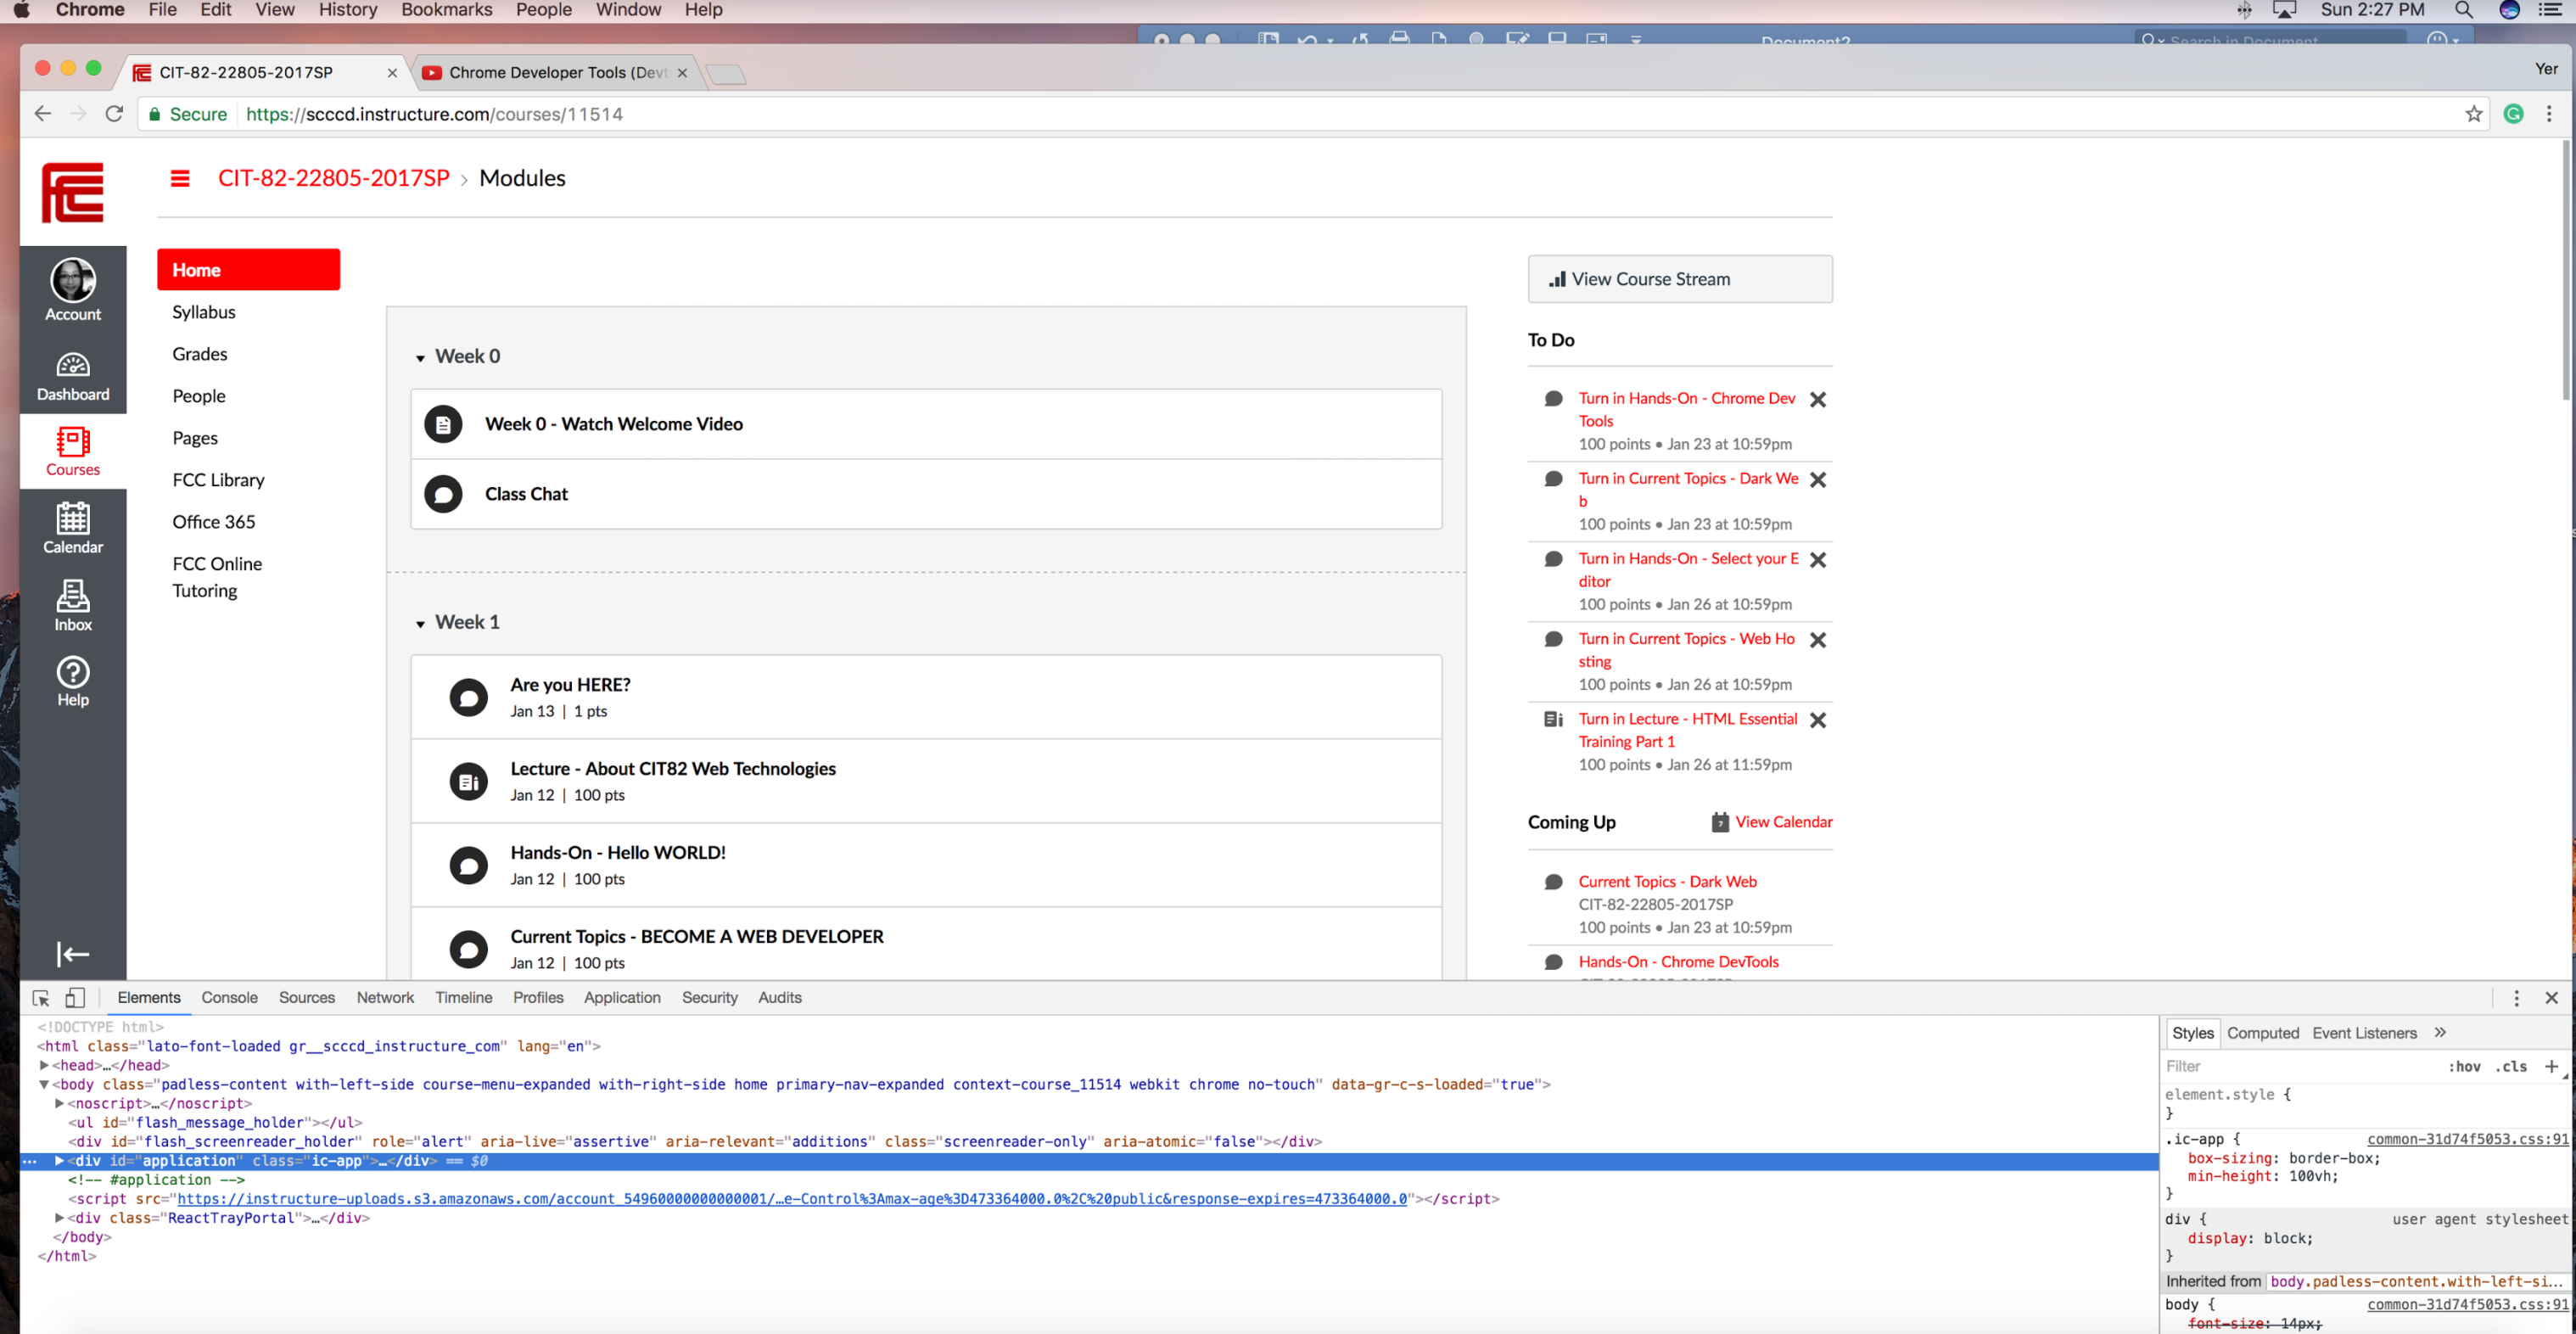 Chrome File Edit View History Bookmarks People Window Help
Sun 2:27 PM
Document2
Search in Document
CIT-82-22805-2017SP
Chrome Developer Tools (Devt
Yer
Secure https://scccd.instructure.com/courses/11514
CIT-82-22805-2017SP > Modules
Account
Dashboard
Courses
Calendar
Inbox
Help
Home
Syllabus
Grades
People
Pages
FCC Library
Office 365
FCC Online
Tutoring
Week 0
Week 0 - Watch Welcome Video
Class Chat
Week 1
Are you HERE?
Jan 13 | 1 pts
Lecture - About CIT82 Web Technologies
Jan 12 | 100 pts
Hands-On - Hello WORLD!
Jan 12 | 100 pts
Current Topics - BECOME A WEB DEVELOPER
Jan 12 | 100 pts
View Course Stream
To Do
Turn in Hands-On - Chrome Dev
Tools
100 points • Jan 23 at 10:59pm
Turn in Current Topics - Dark We
b
100 points • Jan 23 at 10:59pm
Turn in Hands-On - Select your E
ditor
100 points • Jan 26 at 10:59pm
Turn in Current Topics - Web Ho
sting
100 points • Jan 26 at 10:59pm
Turn in Lecture - HTML Essential
Training Part 1
100 points • Jan 26 at 11:59pm
Coming Up
View Calendar
Current Topics - Dark Web
CIT-82-22805-2017SP
100 points • Jan 23 at 10:59pm
Hands-On - Chrome DevTools
Elements Console Sources Network Timeline Profiles Application Security Audits
<!DOCTYPE html>
<html class="lato-font-loaded gr__scccd_instructure_com" lang="en">
<head>…</head>
<body class="padless-content with-left-side course-menu-expanded with-right-side home primary-nav-expanded context-course_11514 webkit chrome no-touch" data-gr-c-s-loaded="true">
<noscript>…</noscript>
<ul id="flash_message_holder"></ul>
<div id="flash_screenreader_holder" role="alert" aria-live="assertive" aria-relevant="additions" class="screenreader-only" aria-atomic="false"></div>
<div id="application" class="ic-app">…</div> == $0
<!-- #application -->
<script src="https://instructure-uploads.s3.amazonaws.com/account_54960000000000001/…e-Control%3Amax-age%3D473364000.0%2C%20public&response-expires=473364000.0"></script>
<div class="ReactTrayPortal">…</div>
</body>
</html>
Styles Computed Event Listeners »
Filter :hov .cls +
element.style {
}
.ic-app { common-31d74f5053.css:91
box-sizing: border-box;
min-height: 100vh;
}
div { user agent stylesheet
display: block;
}
Inherited from body.padless-content.with-left-si…
body { common-31d74f5053.css:91
font-size: 14px;